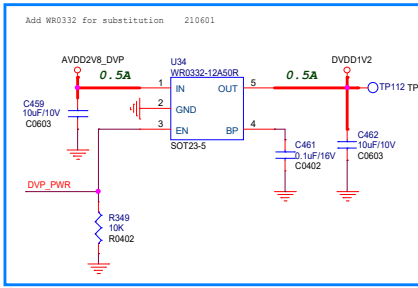 Add WR0332 for substitution 210601
AVDD2V8_DVP
0.5A
U34
WR0332-12A50R
0.5A
DVDD1V2
1 IN OUT 5
TP112 TP
2 GND
3 EN BP 4
SOT23-5
C459
10uF/10V
C0603
C461
0.1uF/16V
C0402
C462
10uF/10V
C0603
DVP_PWR
R349
10K
R0402